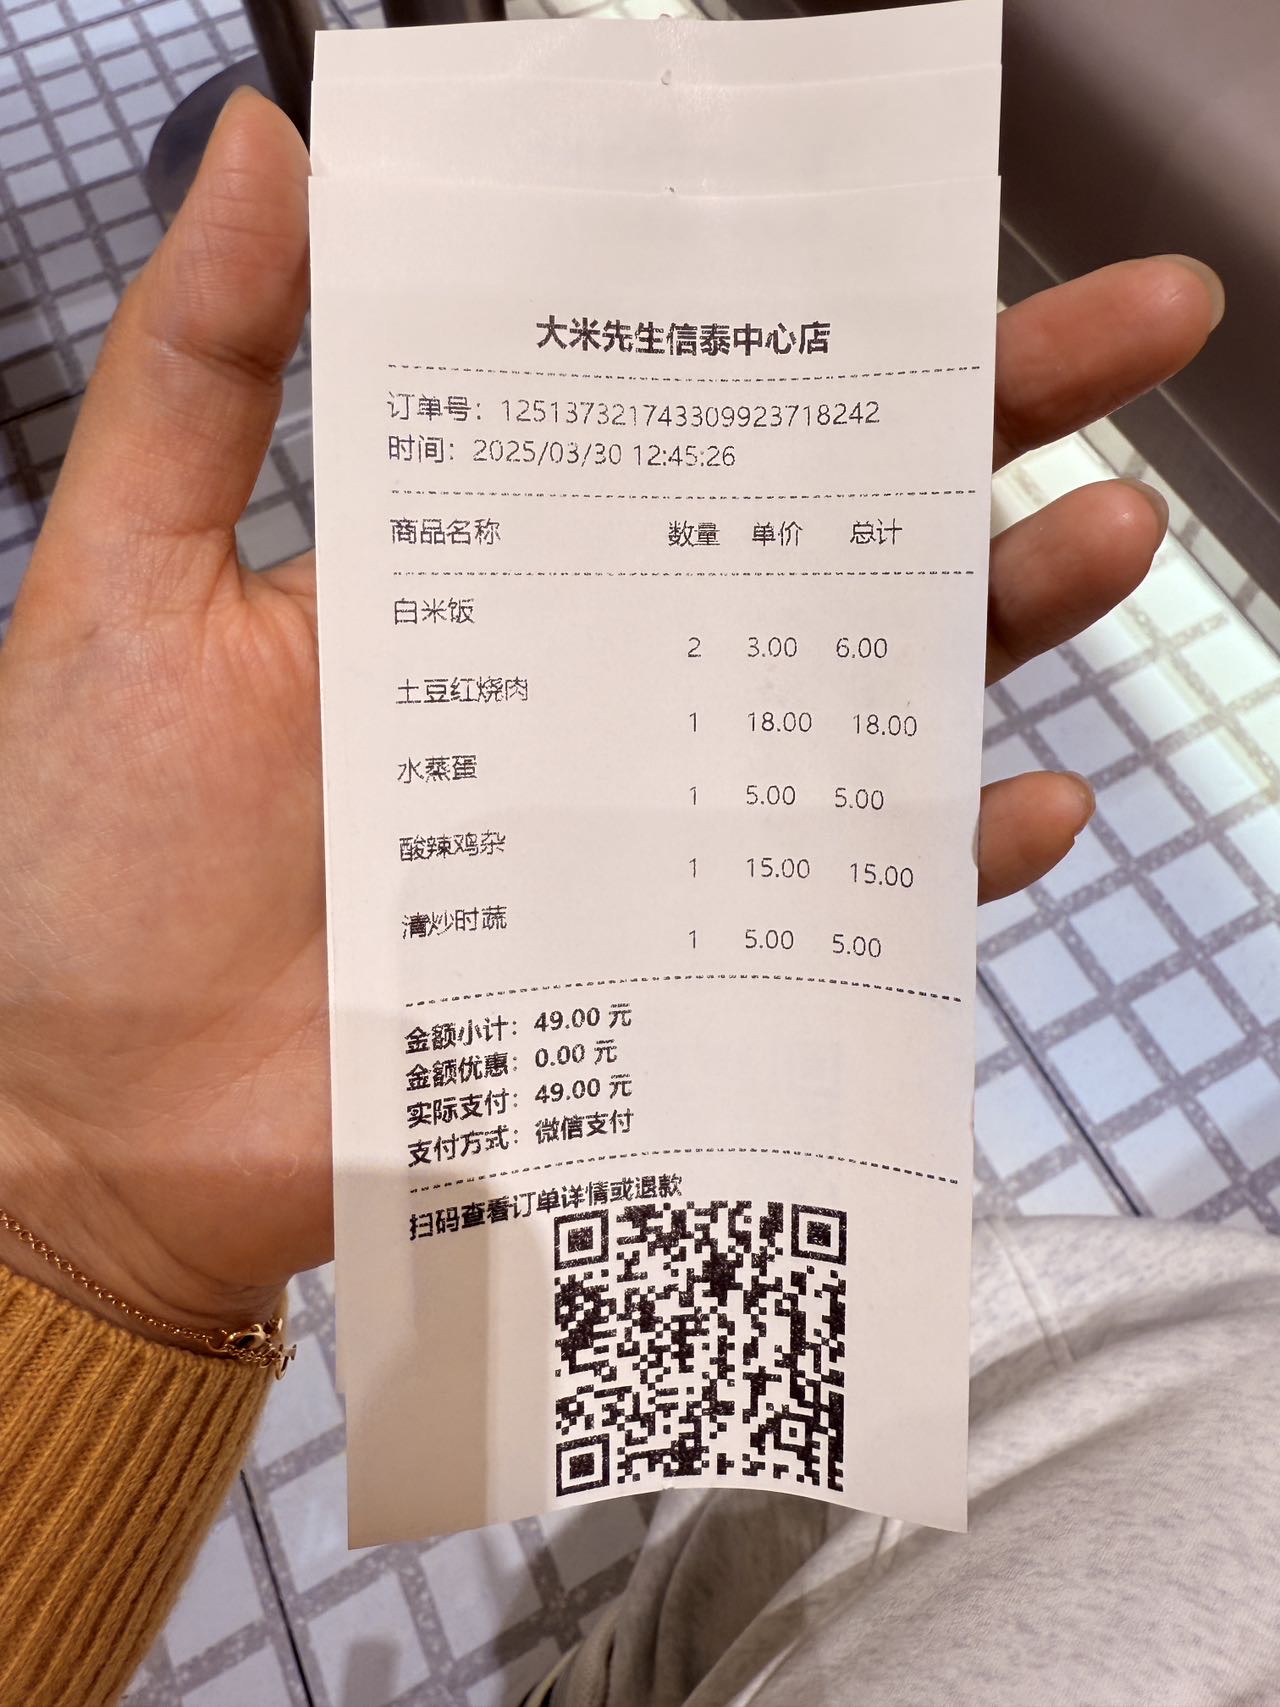 大米先生信泰中心店
订单号：125137321743309923718242
时间：2025/03/30 12:45:26
商品名称 数量 单价 总计
白米饭
2 3.00 6.00
土豆红烧肉
1 18.00 18.00
水蒸蛋
1 5.00 5.00
酸辣鸡杂
1 15.00 15.00
清炒时蔬
1 5.00 5.00
金额小计：49.00 元
金额优惠：0.00 元
实际支付：49.00 元
支付方式：微信支付
扫码查看订单详情或退款